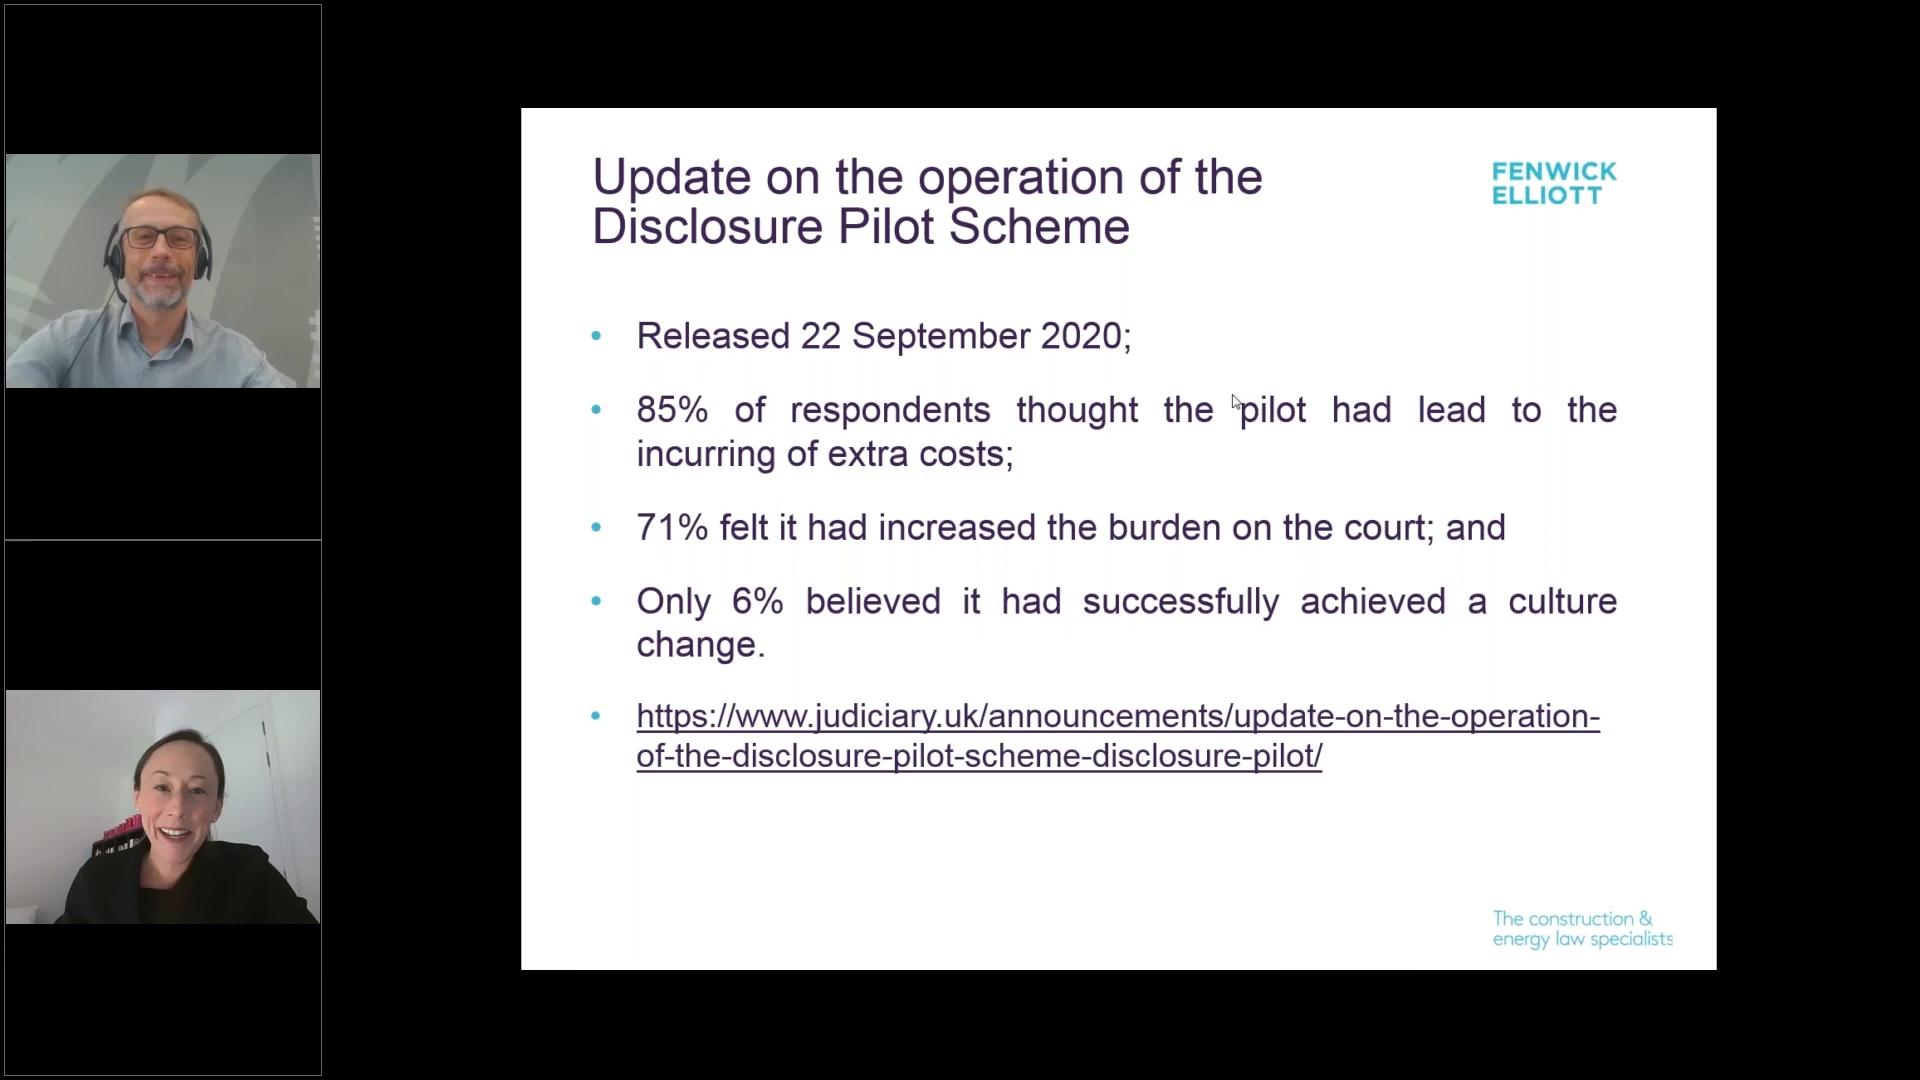 Update on the operation of the
Disclosure Pilot Scheme
FENWICK
ELLIOTT
• Released 22 September 2020;
• 85% of respondents thought the pilot had lead to the
incurring of extra costs;
• 71% felt it had increased the burden on the court; and
• Only 6% believed it had successfully achieved a culture
change.
• https://www.judiciary.uk/announcements/update-on-the-operation-
of-the-disclosure-pilot-scheme-disclosure-pilot/
The construction &
energy law specialists